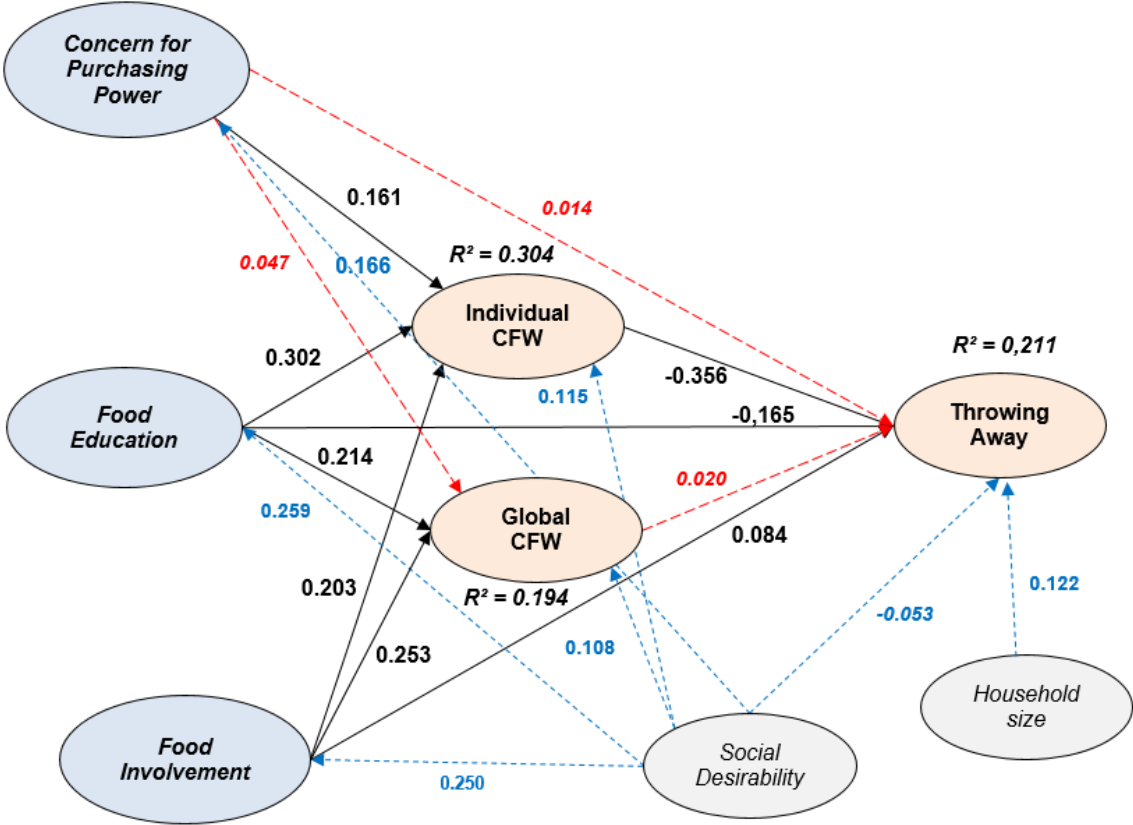 Concern for
Purchasing
Power
0.161
0.014
0.047
0.166
R² = 0.304
Individual
CFW
R² = 0,211
0.302
-0.356
0.115
Throwing
Away
Food
Education
-0,165
0.214
0.020
0.259
Global
CFW
0.084
0.203
R² = 0.194
0.122
-0.053
0.253
0.108
Household
size
Food
Involvement
Social
Desirability
0.250